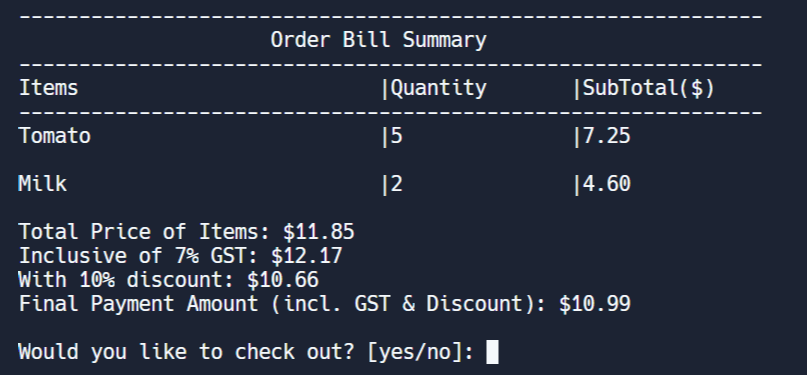 --------------------------------------------------------------
Order Bill Summary
--------------------------------------------------------------
Items |Quantity |SubTotal($)
--------------------------------------------------------------
Tomato |5 |7.25
Milk |2 |4.60
Total Price of Items: $11.85
Inclusive of 7% GST: $12.17
With 10% discount: $10.66
Final Payment Amount (incl. GST & Discount): $10.99
Would you like to check out? [yes/no]: